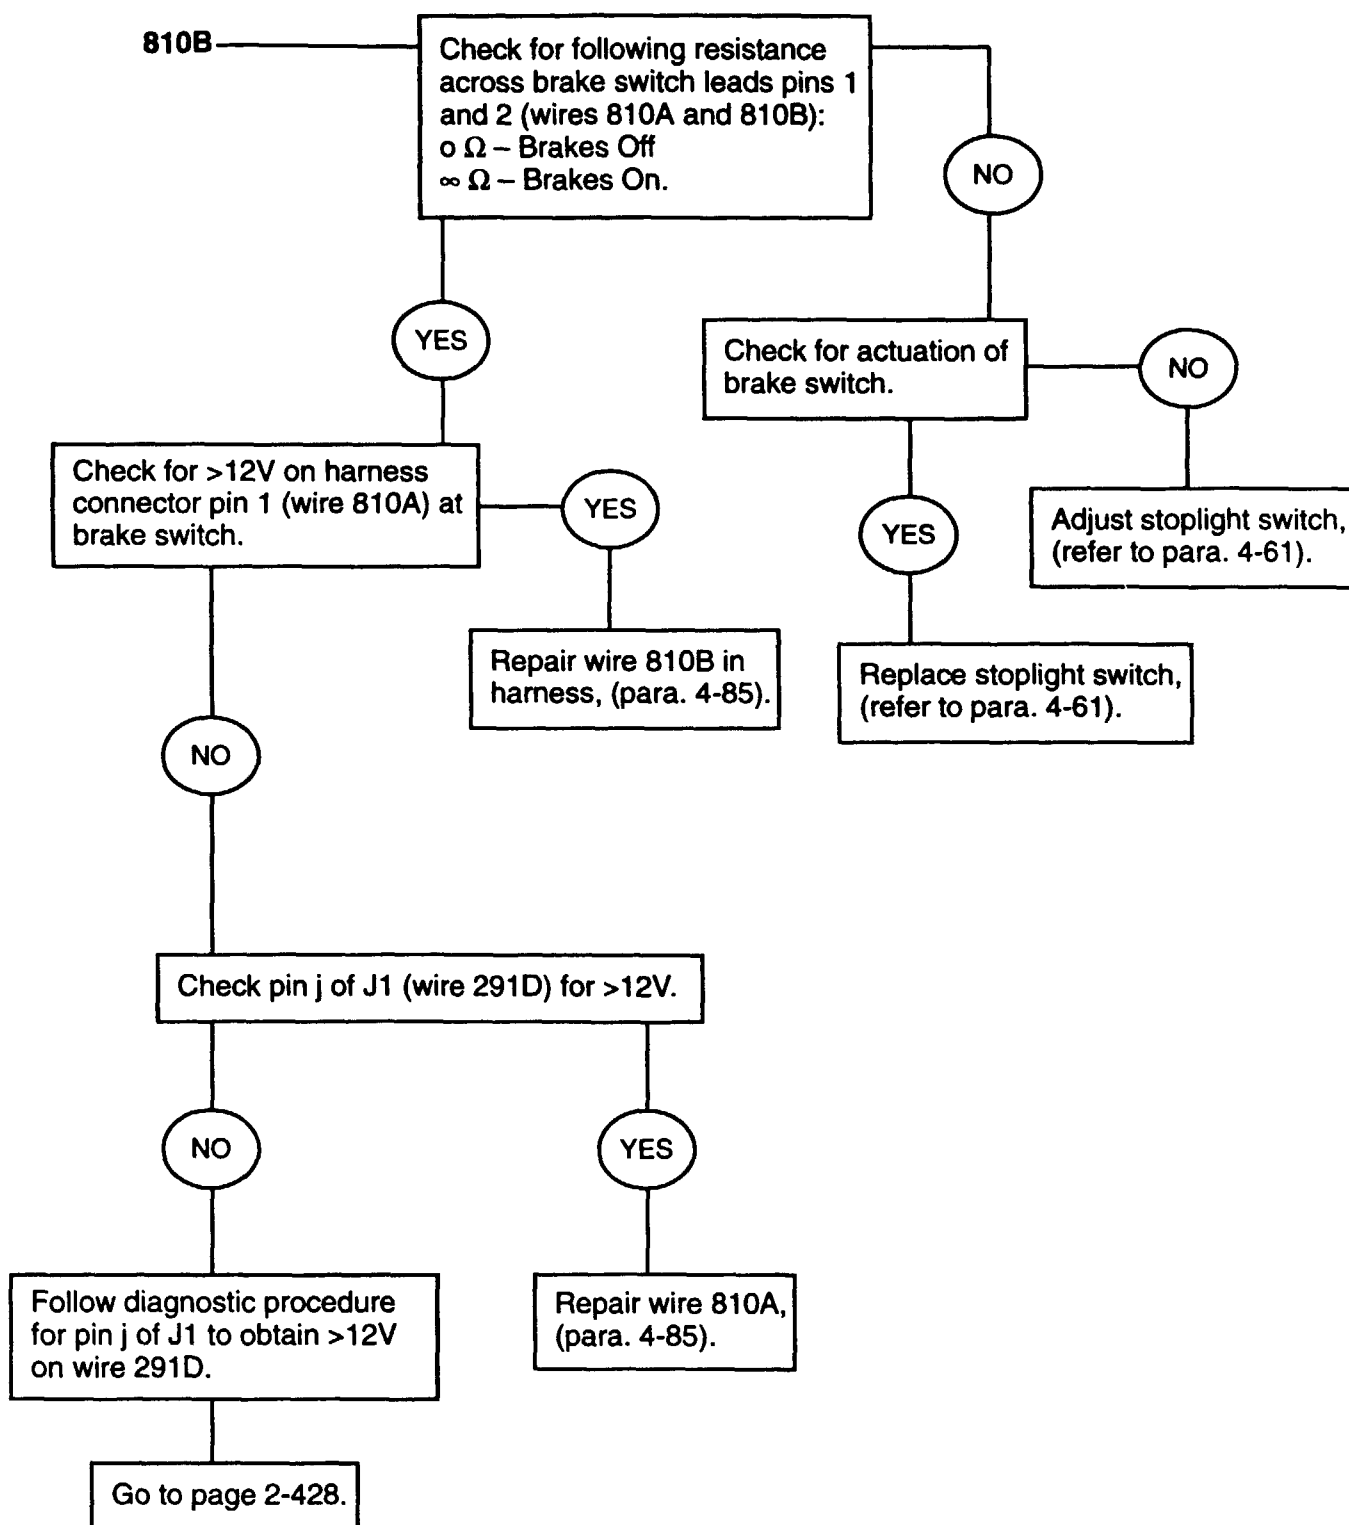 810B
Check for following resistance
across brake switch leads pins 1
and 2 (wires 810A and 810B):
o Ω – Brakes Off
∞ Ω – Brakes On.
NO
YES
Check for actuation of
brake switch.
NO
Check for >12V on harness
connector pin 1 (wire 810A) at
brake switch.
YES
YES
Adjust stoplight switch,
(refer to para. 4-61).
Repair wire 810B in
harness, (para. 4-85).
Replace stoplight switch,
(refer to para. 4-61).
NO
Check pin j of J1 (wire 291D) for >12V.
NO
YES
Follow diagnostic procedure
for pin j of J1 to obtain >12V
on wire 291D.
Repair wire 810A,
(para. 4-85).
Go to page 2-428.